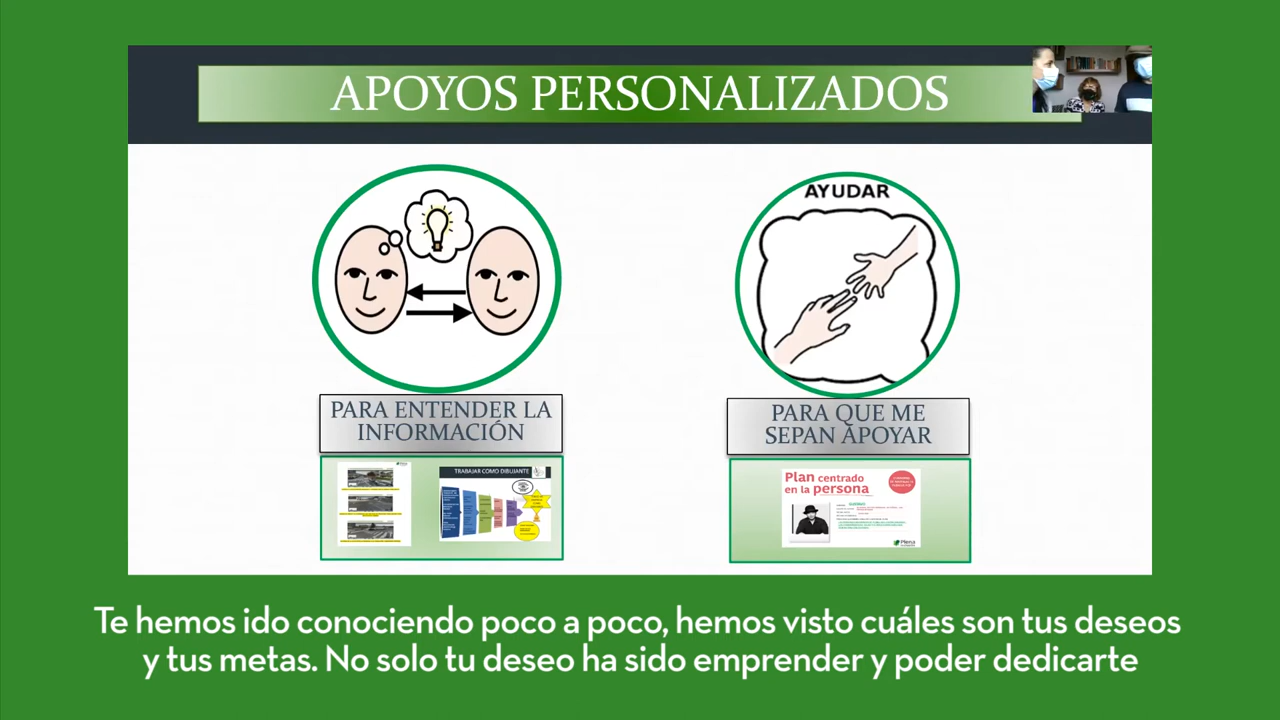 APOYOS PERSONALIZADOS
AYUDAR
PARA ENTENDER LA
INFORMACIÓN
PARA QUE ME
SEPAN APOYAR
TRABAJAR COMO DIBUJANTE
Plan centrado
en la persona
Plena
Te hemos ido conociendo poco a poco, hemos visto cuáles son tus deseos
y tus metas. No solo tu deseo ha sido emprender y poder dedicarte